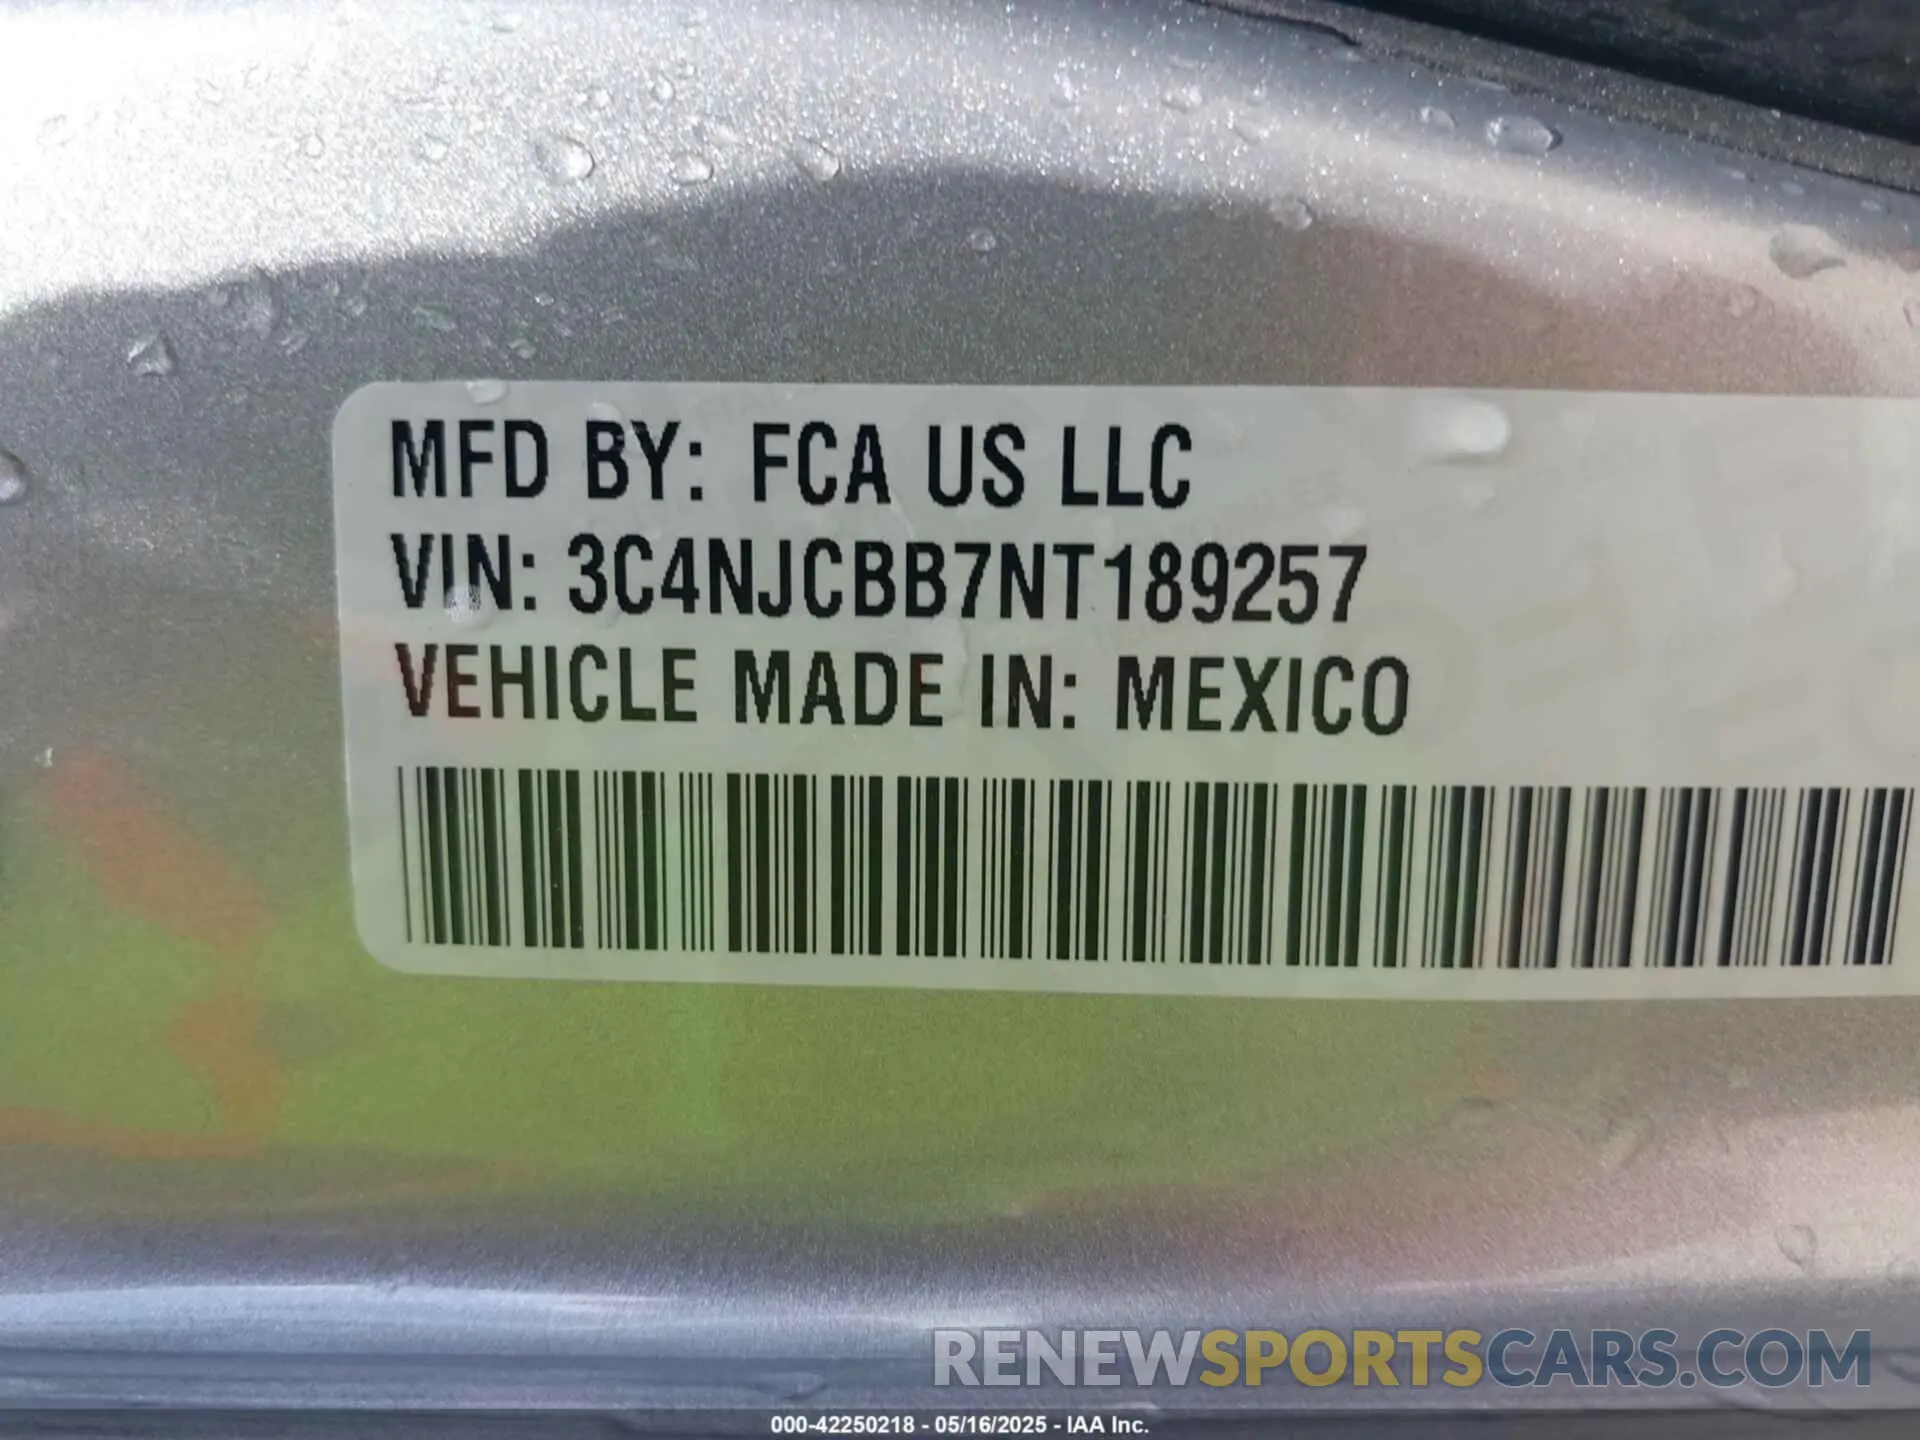 MFD BY: FCA US LLC
VIN: 3C4NJCBB7NT189257
VEHICLE MADE IN: MEXICO
RENEWSPORTSCARS.COM
000-42250218 - 05/16/2025 - IAA Inc.